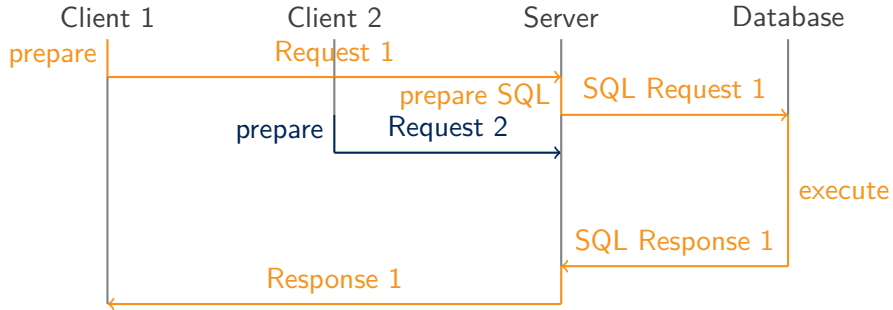 Client 1
Client 2
Server
Database
prepare
Request 1
prepare SQL
SQL Request 1
prepare
Request 2
execute
SQL Response 1
Response 1